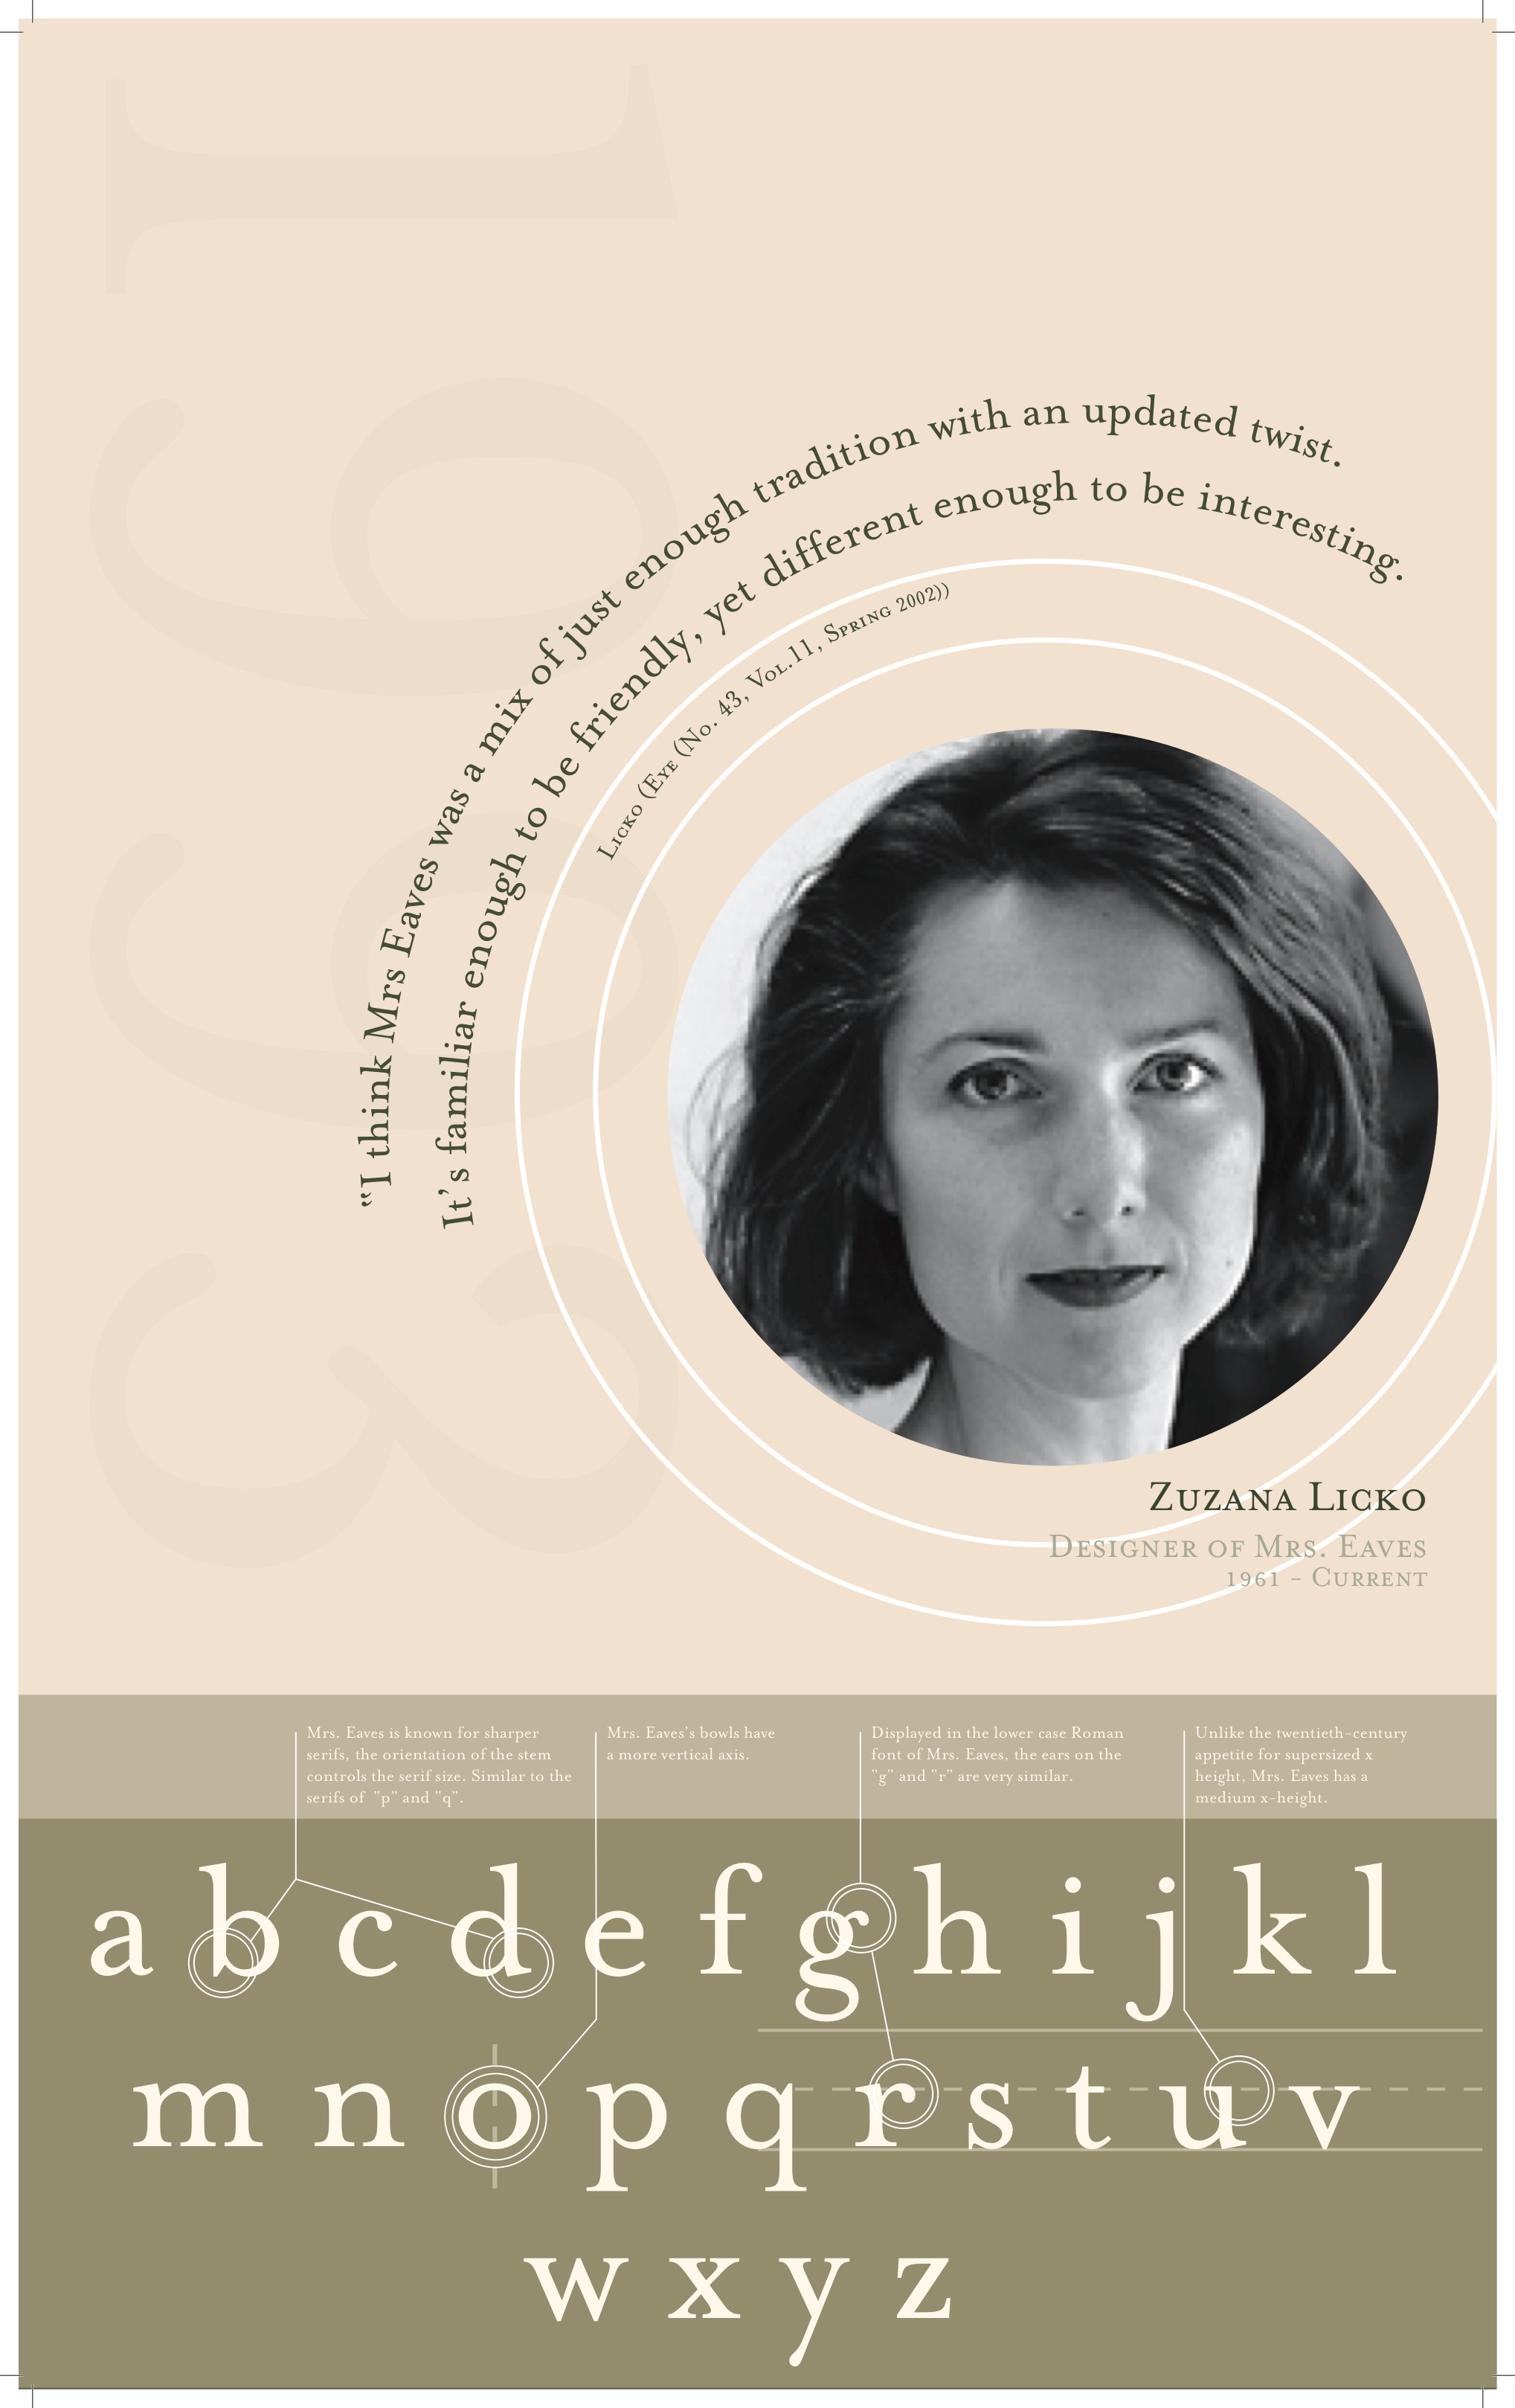 1993
“I think Mrs Eaves was a mix of just enough tradition with an updated twist.
It’s familiar enough to be friendly, yet different enough to be interesting.
Licko (Eye (No. 43, Vol.11, Spring 2002))
Zuzana Licko
Designer of Mrs. Eaves
1961 – Current
Mrs. Eaves is known for sharper
serifs, the orientation of the stem
controls the serif size. Similar to the
serifs of "p" and "q".
Mrs. Eaves's bowls have
a more vertical axis.
Displayed in the lower case Roman
font of Mrs. Eaves, the ears on the
"g" and "r" are very similar.
Unlike the twentieth-century
appetite for supersized x
height, Mrs. Eaves has a
medium x-height.
a b c d e f g h i j k l
m n o p q r s t u v
w x y z